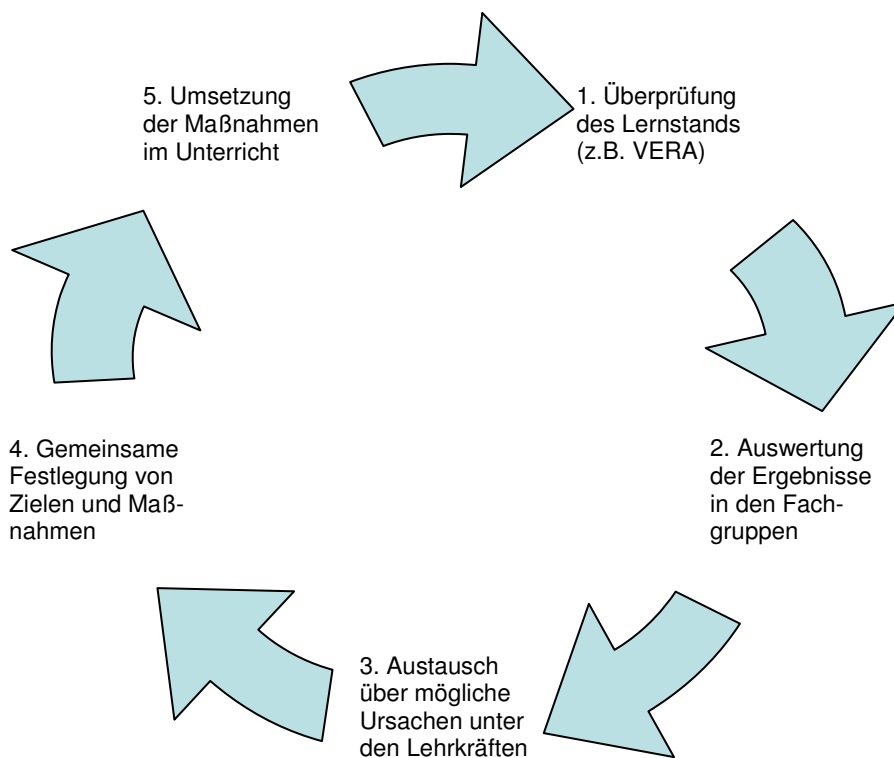 1. Überprüfung
des Lernstands
(z.B. VERA)
2. Auswertung
der Ergebnisse
in den Fach-
gruppen
3. Austausch
über mögliche
Ursachen unter
den Lehrkräften
4. Gemeinsame
Festlegung von
Zielen und Maß-
nahmen
5. Umsetzung
der Maßnahmen
im Unterricht